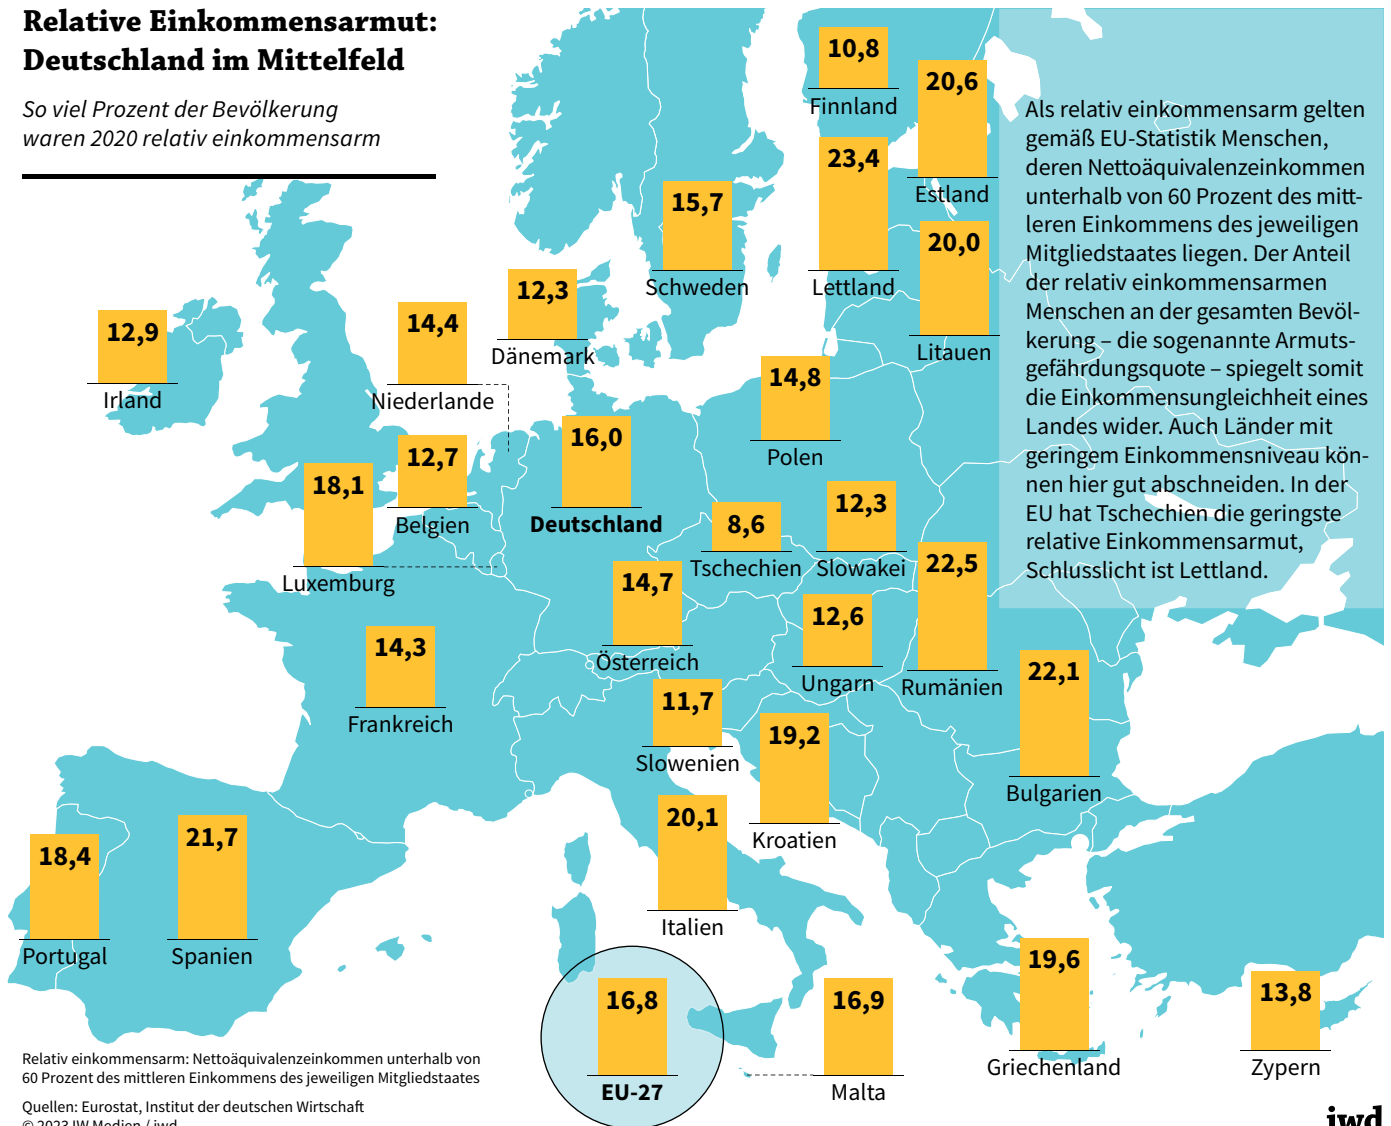 Relative Einkommensarmut:
Deutschland im Mittelfeld
So viel Prozent der Bevölkerung
waren 2020 relativ einkommensarm
10,8
Finnland
20,6
Estland
23,4
Lettland
20,0
Litauen
15,7
Schweden
12,3
Dänemark
12,9
Irland
14,4
Niederlande
14,8
Polen
16,0
Deutschland
12,7
Belgien
18,1
Luxemburg
8,6
Tschechien
12,3
Slowakei
22,5
Rumänien
14,7
Österreich
12,6
Ungarn
14,3
Frankreich
11,7
Slowenien
22,1
Bulgarien
19,2
Kroatien
20,1
Italien
18,4
Portugal
21,7
Spanien
16,8
EU-27
16,9
Malta
19,6
Griechenland
13,8
Zypern
Als relativ einkommensarm gelten
gemäß EU-Statistik Menschen,
deren Nettoäquivalenzeinkommen
unterhalb von 60 Prozent des mitt-
leren Einkommens des jeweiligen
Mitgliedstaates liegen. Der Anteil
der relativ einkommensarmen
Menschen an der gesamten Bevöl-
kerung – die sogenannte Armuts-
gefährdungsquote – spiegelt somit
die Einkommensungleichheit eines
Landes wider. Auch Länder mit
geringem Einkommensniveau kön-
nen hier gut abschneiden. In der
EU hat Tschechien die geringste
relative Einkommensarmut,
Schlusslicht ist Lettland.
Relativ einkommensarm: Nettoäquivalenzeinkommen unterhalb von
60 Prozent des mittleren Einkommens des jeweiligen Mitgliedstaates
Quellen: Eurostat, Institut der deutschen Wirtschaft
© 2023 IW Medien / iwd
iwd